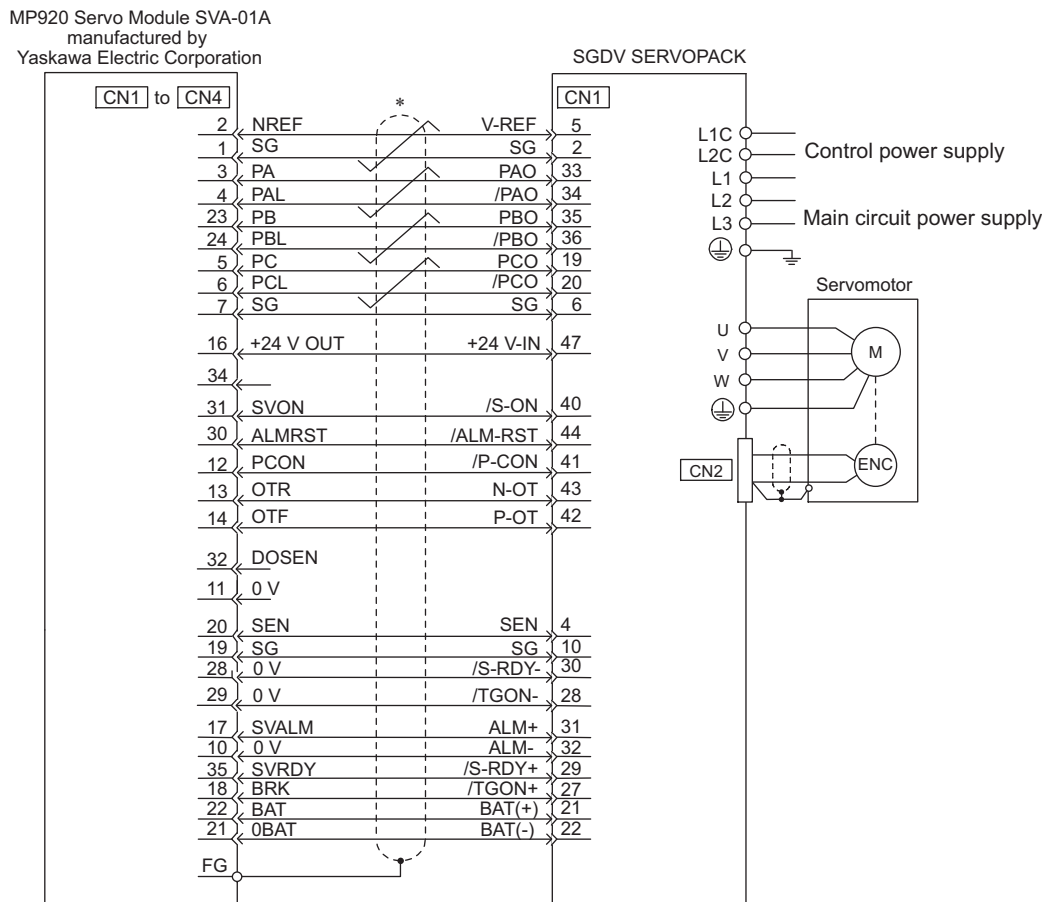 MP920 Servo Module SVA-01A
manufactured by
Yaskawa Electric Corporation
SGDV SERVOPACK
CN1 to CN4
*
CN1
2 NREF V-REF 5
1 SG SG 2
3 PA PAO 33
4 PAL /PAO 34
23 PB PBO 35
24 PBL /PBO 36
5 PC PCO 19
6 PCL /PCO 20
7 SG SG 6
16 +24 V OUT +24 V-IN 47
34
31 SVON /S-ON 40
30 ALMRST /ALM-RST 44
12 PCON /P-CON 41
13 OTR N-OT 43
14 OTF P-OT 42
32 DOSEN
11 0 V
20 SEN SEN 4
19 SG SG 10
28 0 V /S-RDY- 30
29 0 V /TGON- 28
17 SVALM ALM+ 31
10 0 V ALM- 32
35 SVRDY /S-RDY+ 29
18 BRK /TGON+ 27
22 BAT BAT(+) 21
21 0BAT BAT(-) 22
FG
L1C
L2C
Control power supply
L1
L2
L3
Main circuit power supply
Servomotor
U
V
W
M
CN2
ENC